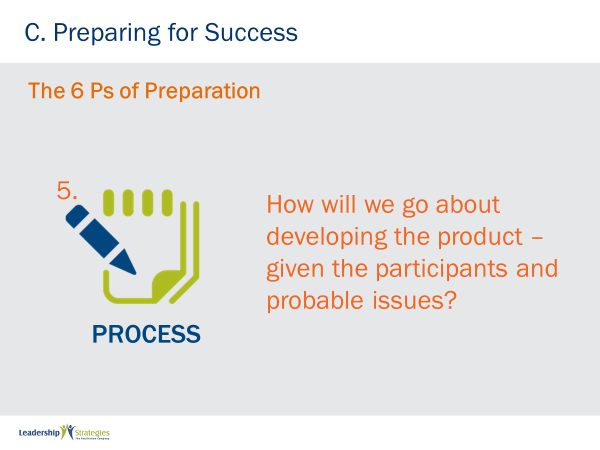 C. Preparing for Success
The 6 Ps of Preparation
5.
How will we go about
developing the product –
given the participants and
probable issues?
PROCESS
Leadership Strategies
The Facilitation Company